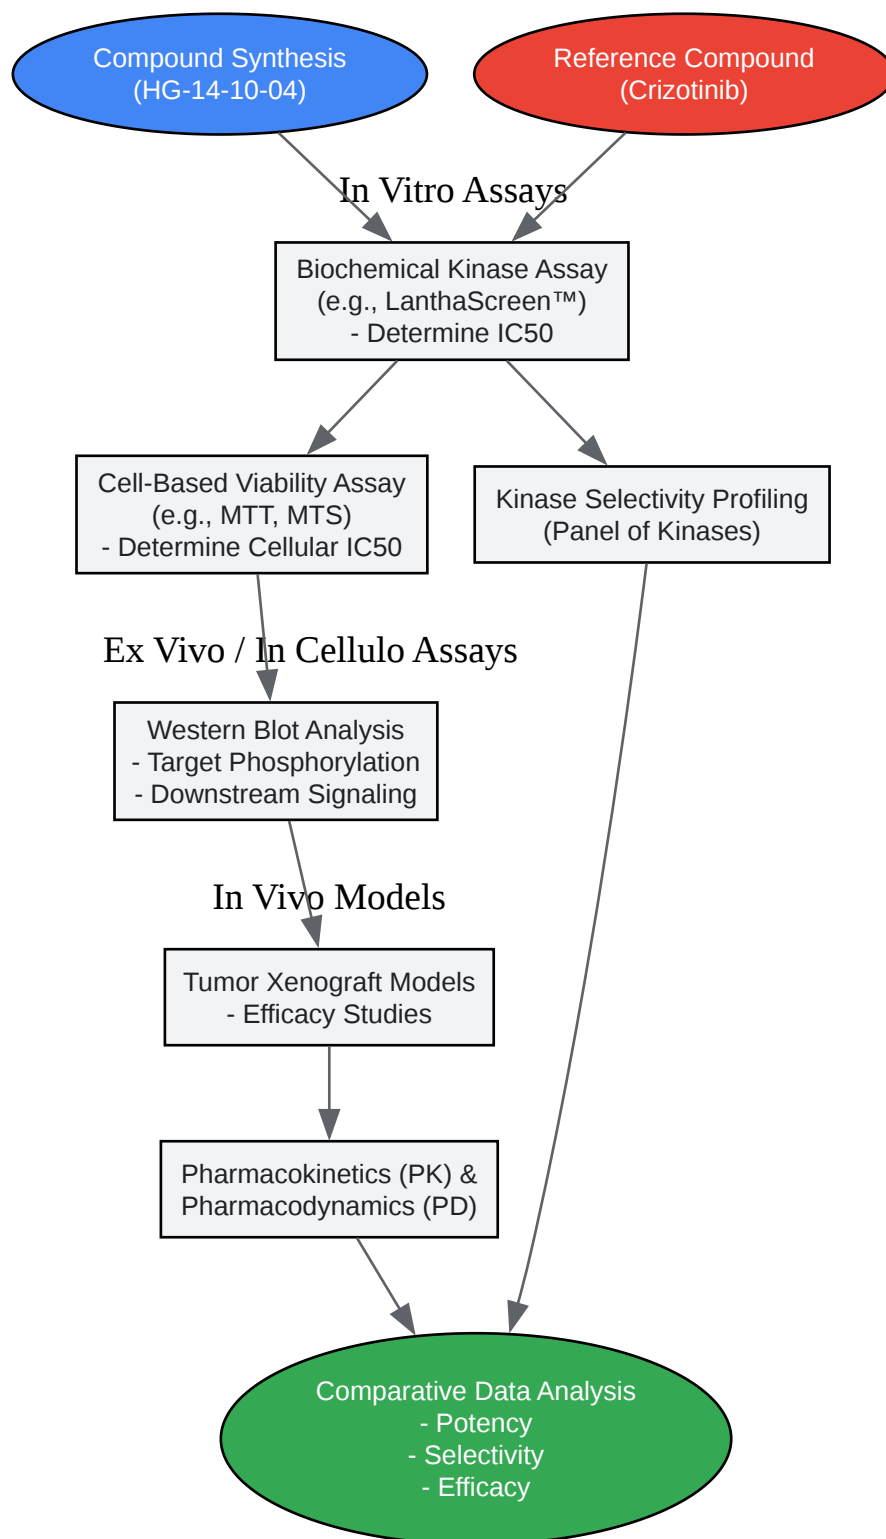 Compound Synthesis
(HG-14-10-04)
Reference Compound
(Crizotinib)
In Vitro Assays
Biochemical Kinase Assay
(e.g., LanthaScreen™)
- Determine IC50
Cell-Based Viability Assay
(e.g., MTT, MTS)
- Determine Cellular IC50
Kinase Selectivity Profiling
(Panel of Kinases)
Ex Vivo / In Cellulo Assays
Western Blot Analysis
- Target Phosphorylation
- Downstream Signaling
In Vivo Models
Tumor Xenograft Models
- Efficacy Studies
Pharmacokinetics (PK) &
Pharmacodynamics (PD)
Comparative Data Analysis
- Potency
- Selectivity
- Efficacy